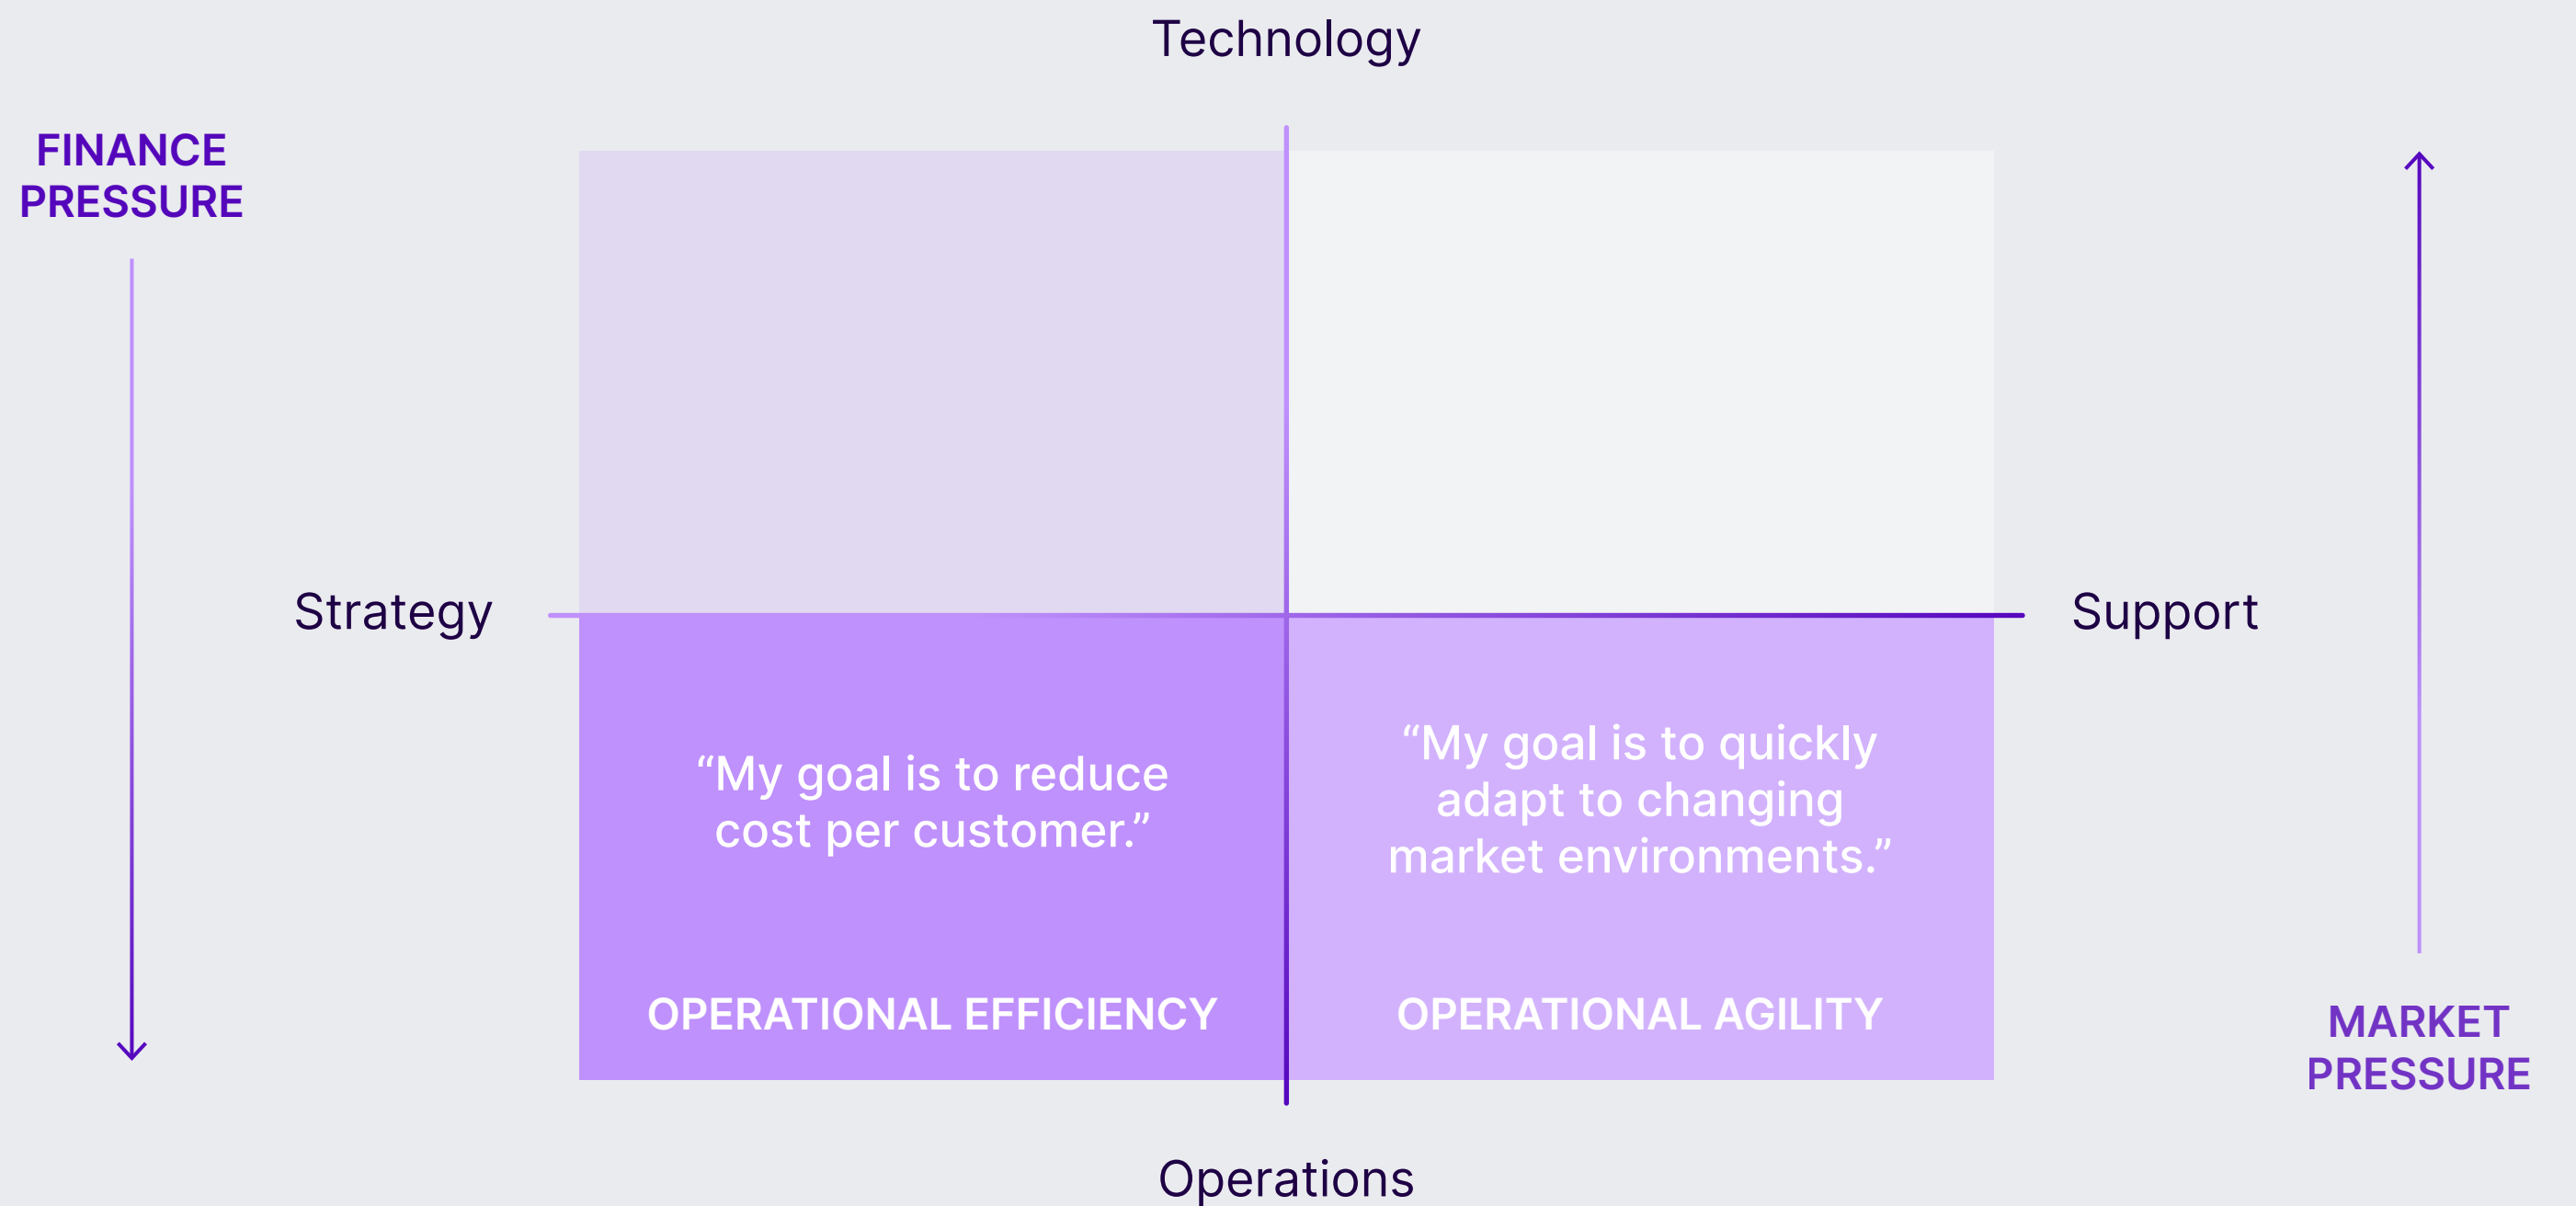 Technology
FINANCE
PRESSURE
Strategy
Support
“My goal is to reduce
cost per customer.”
OPERATIONAL EFFICIENCY
“My goal is to quickly
adapt to changing
market environments.”
OPERATIONAL AGILITY
MARKET
PRESSURE
Operations